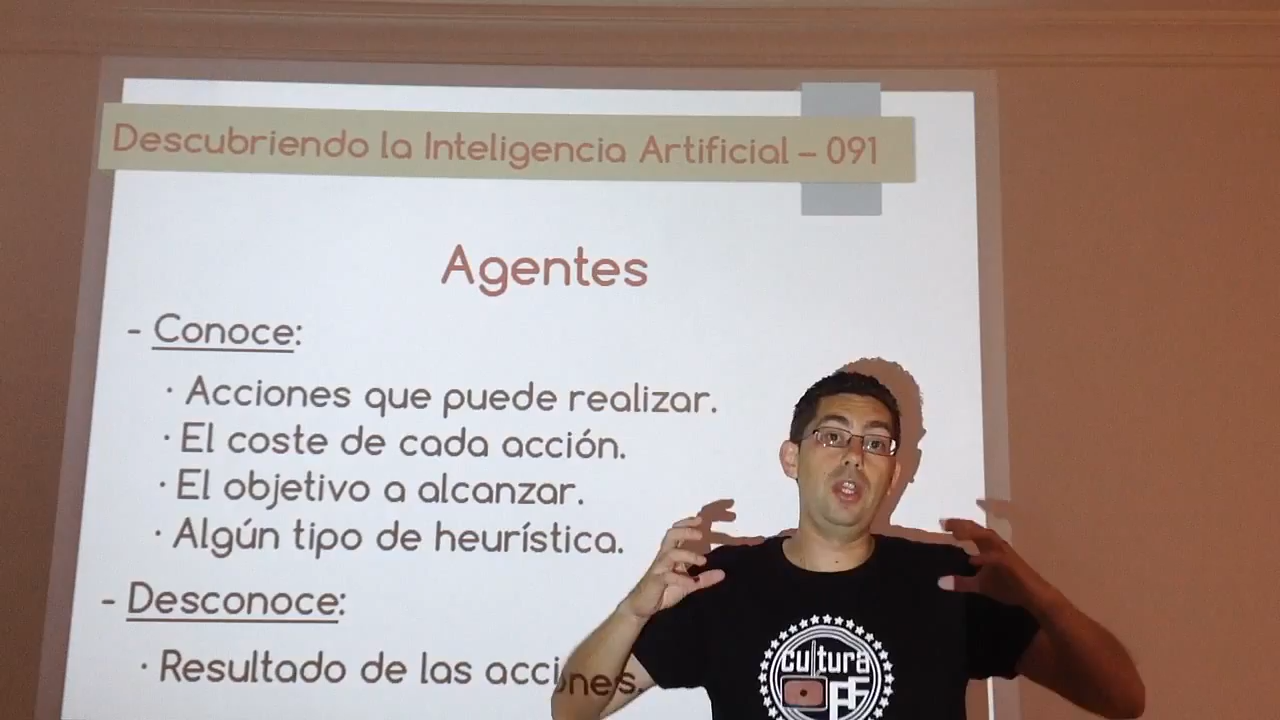 Descubriendo la Inteligencia Artificial – 091
Agentes
- Conoce:
· Acciones que puede realizar.
· El coste de cada acción.
· El objetivo a alcanzar.
· Algún tipo de heurística.
- Desconoce:
· Resultado de las acciones.
cultura